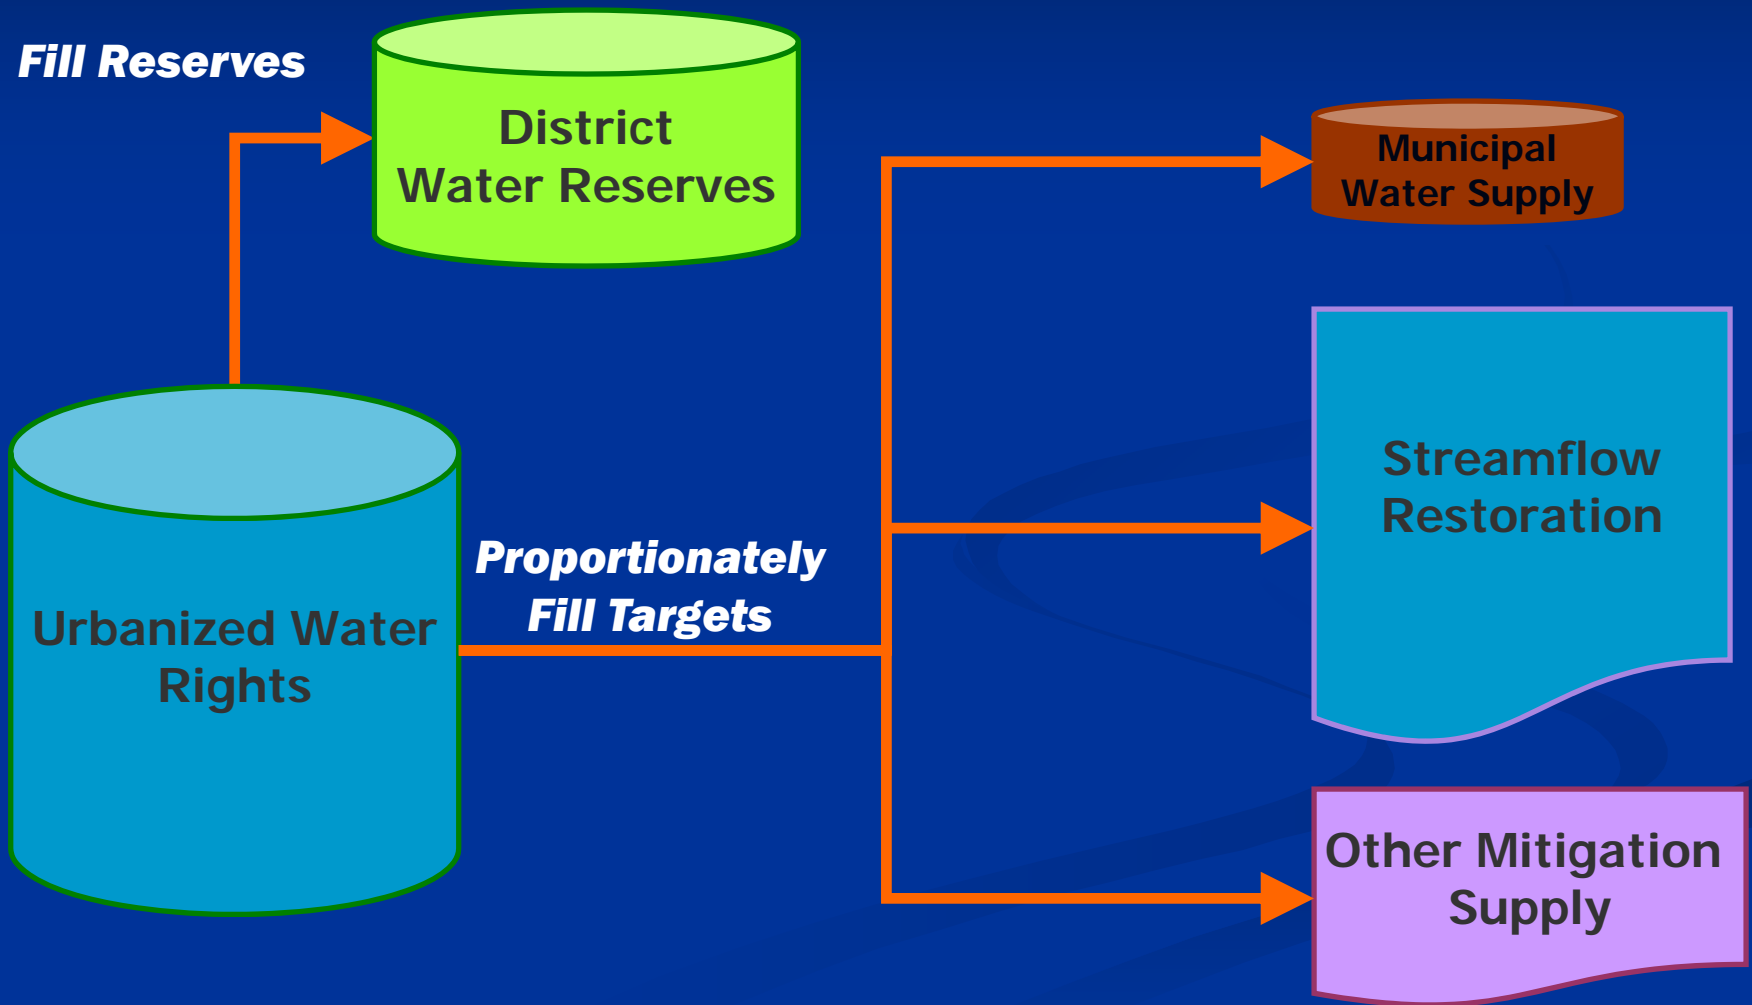 Fill Reserves
District
Water Reserves
Municipal
Water Supply
Streamflow
Restoration
Proportionately
Fill Targets
Urbanized Water
Rights
Other Mitigation
Supply